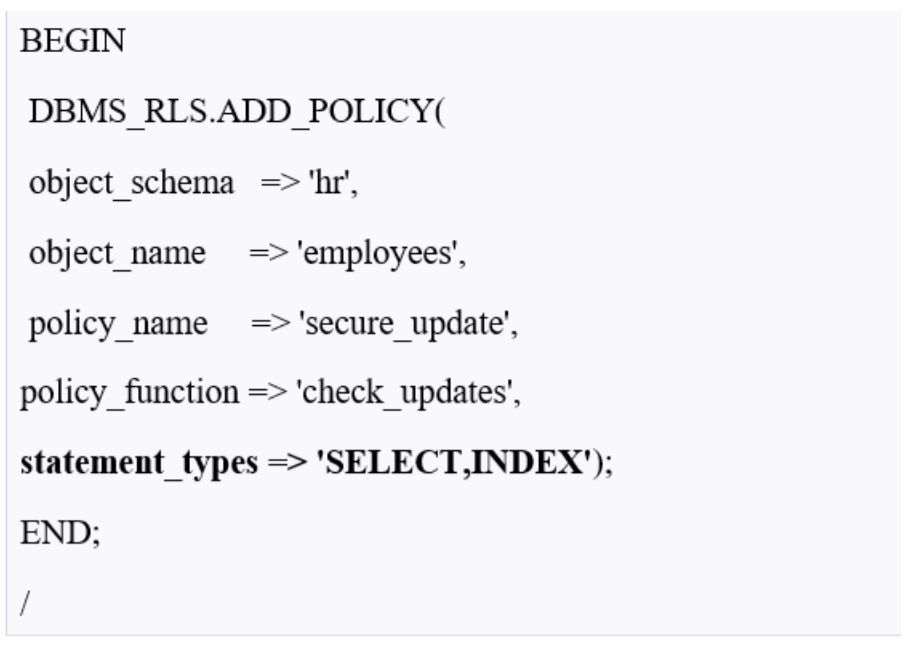 BEGIN
DBMS_RLS.ADD_POLICY(
object_schema => 'hr',
object_name => 'employees',
policy_name => 'secure_update',
policy_function => 'check_updates',
statement_types => 'SELECT,INDEX');
END;
/